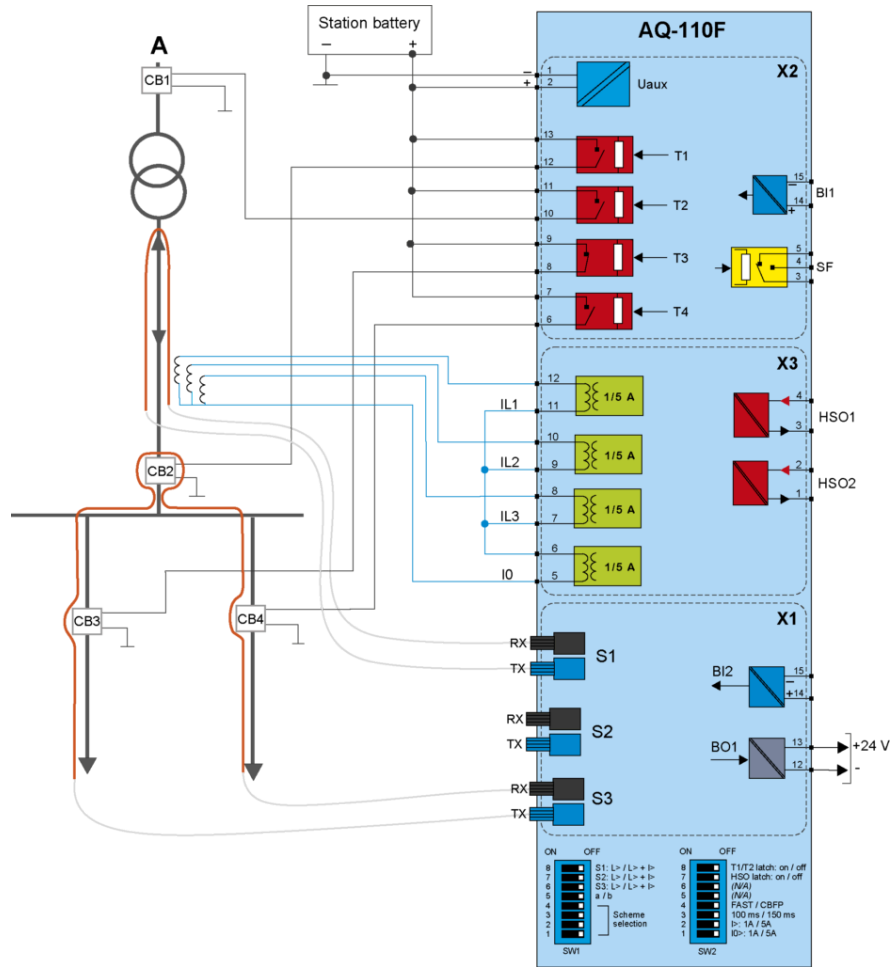 Station battery
− +
AQ-110F
A
CB1
X2
− 1
+ 2
Uaux
13
12
T1
11
10
T2
9
8
T3
7
6
T4
15
−
14
+
BI1
5
4
3
SF
X3
12
IL1 11
1/5 A
10
IL2 9
1/5 A
8
IL3 7
1/5 A
6
I0 5
1/5 A
4
3
HSO1
2
1
HSO2
CB2
CB3
CB4
X1
RX
TX
S1
RX
TX
S2
RX
TX
S3
BI2
15
−
+
14
BO1
13
12
+24 V
-
ON OFF
8 S1: L> / L> + I>
7 S2: L> / L> + I>
6 S3: L> / L> + I>
5 a / b
4
3 Scheme
2 selection
1
SW1
ON OFF
8 T1/T2 latch: on / off
7 HSO latch: on / off
6 (N/A)
5 (N/A)
4 FAST / CBFP
3 100 ms / 150 ms
2 I>: 1A / 5A
1 I0>: 1A / 5A
SW2